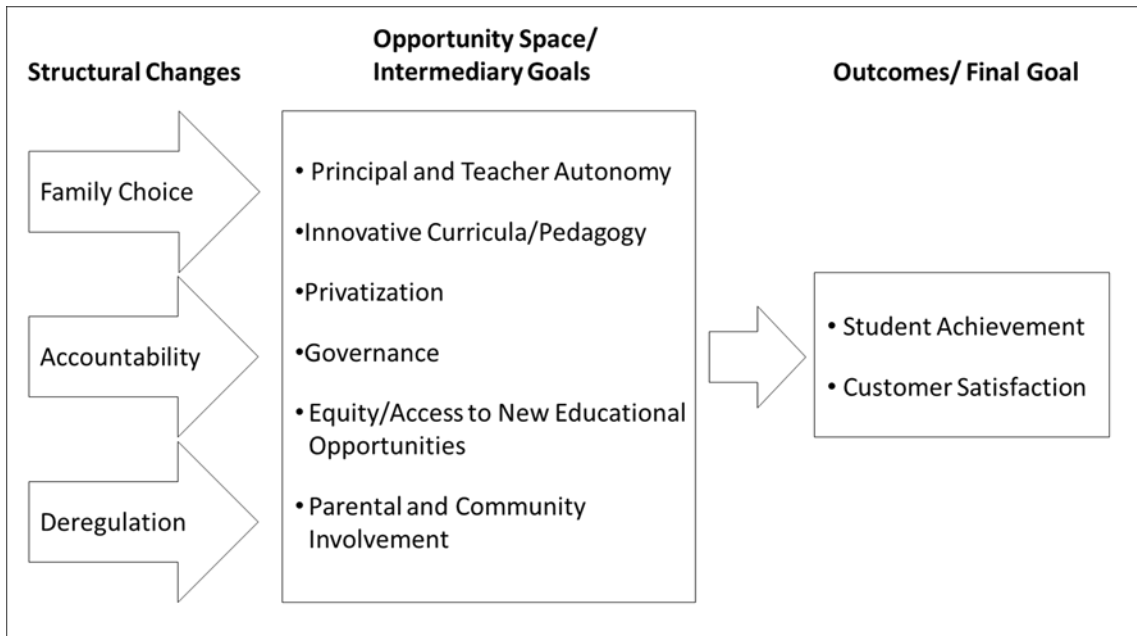 Structural Changes
Opportunity Space/
Intermediary Goals
Outcomes/ Final Goal
Family Choice
Accountability
Deregulation
• Principal and Teacher Autonomy
•Innovative Curricula/Pedagogy
•Privatization
•Governance
• Equity/Access to New Educational
Opportunities
• Parental and Community
Involvement
• Student Achievement
• Customer Satisfaction